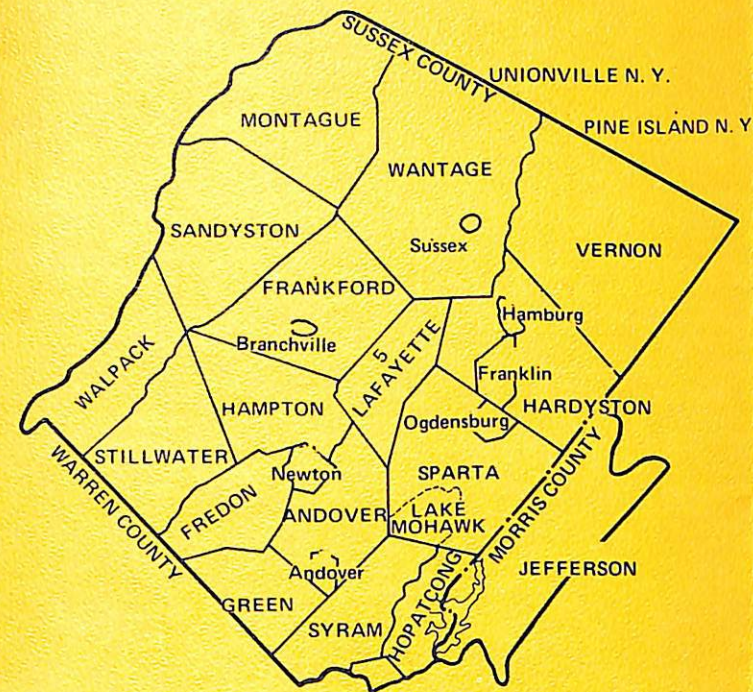 SUSSEX COUNTY
UNIONVILLE N. Y.
PINE ISLAND N. Y
MONTAGUE
WANTAGE
SANDYSTON
Sussex
VERNON
FRANKFORD
Hamburg
Branchville
5
LAFAYETTE
WALPACK
Franklin
HAMPTON
HARDYSTON
Ogdensburg
STILLWATER
Newton
SPARTA
WARREN COUNTY
FREDON
ANDOVER
LAKE
MOHAWK
MORRIS COUNTY
Andover
JEFFERSON
GREEN
HOPATCONG
SYRAM